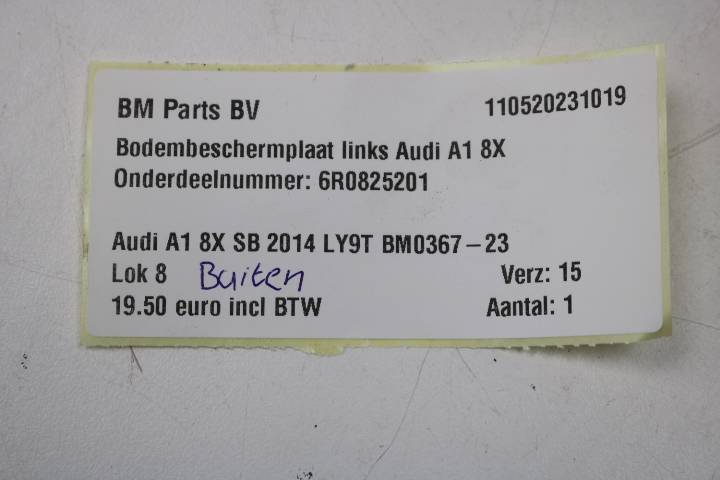 BM Parts BV 110520231019
Bodembeschermplaat links Audi A1 8X
Onderdeelnummer: 6R0825201
Audi A1 8X SB 2014 LY9T BM0367-23
Lok 8 Buiten Verz: 15
19.50 euro incl BTW Aantal: 1